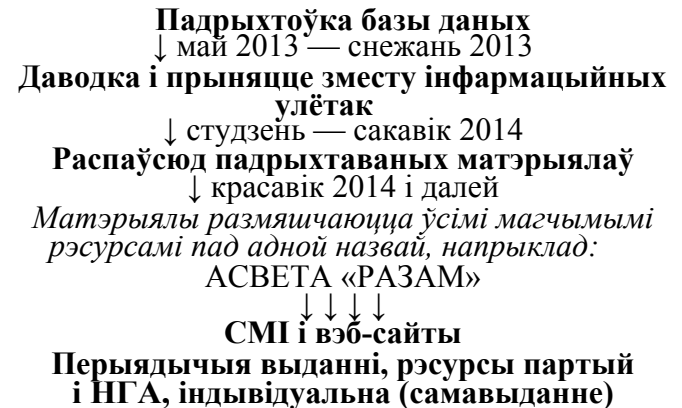 Падрыхтоўка базы даных
↓ май 2013 — снежань 2013
Даводка і прыняцце зместу інфармацыйных
улётак
↓ студзень — сакавік 2014
Распаўсюд падрыхтаваных матэрыялаў
↓ красавік 2014 і далей
Матэрыялы размяшчаюцца ўсімі магчымымі
рэсурсамі пад адной назвай, напрыклад:
АСВЕТА «РАЗАМ»
↓ ↓ ↓ ↓
СМІ і вэб-сайты
Перыядычыя выданні, рэсурсы партый
і НГА, індывідуальна (самавыданне)